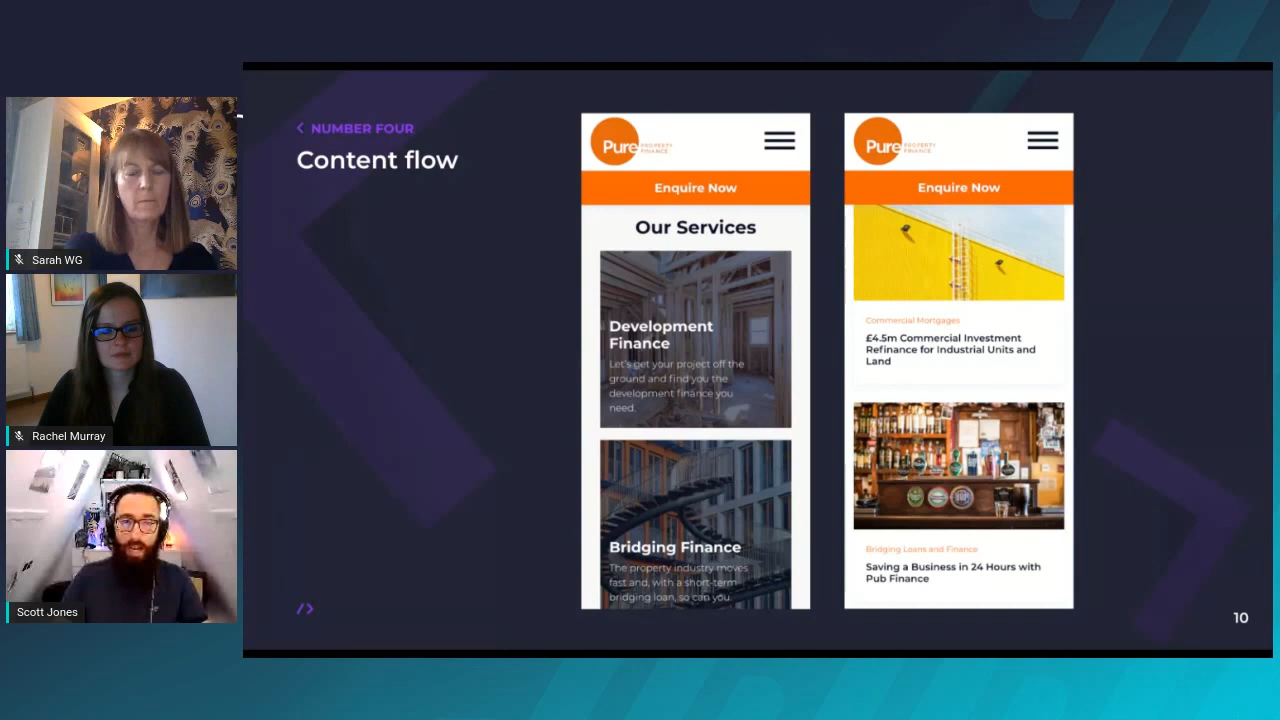 Sarah WG
Rachel Murray
Scott Jones
NUMBER FOUR
Content flow
Pure PROPERTY
FINANCE
Enquire Now
Our Services
Development
Finance
Let's get your project off the
ground and find you the
development finance you
need.
Bridging Finance
The property industry moves
fast and, with a short-term
bridging loan, so can you.
Pure PROPERTY
FINANCE
Enquire Now
Commercial Mortgages
£4.5m Commercial Investment
Refinance for Industrial Units and
Land
Bridging Loans and Finance
Saving a Business in 24 Hours with
Pub Finance
10